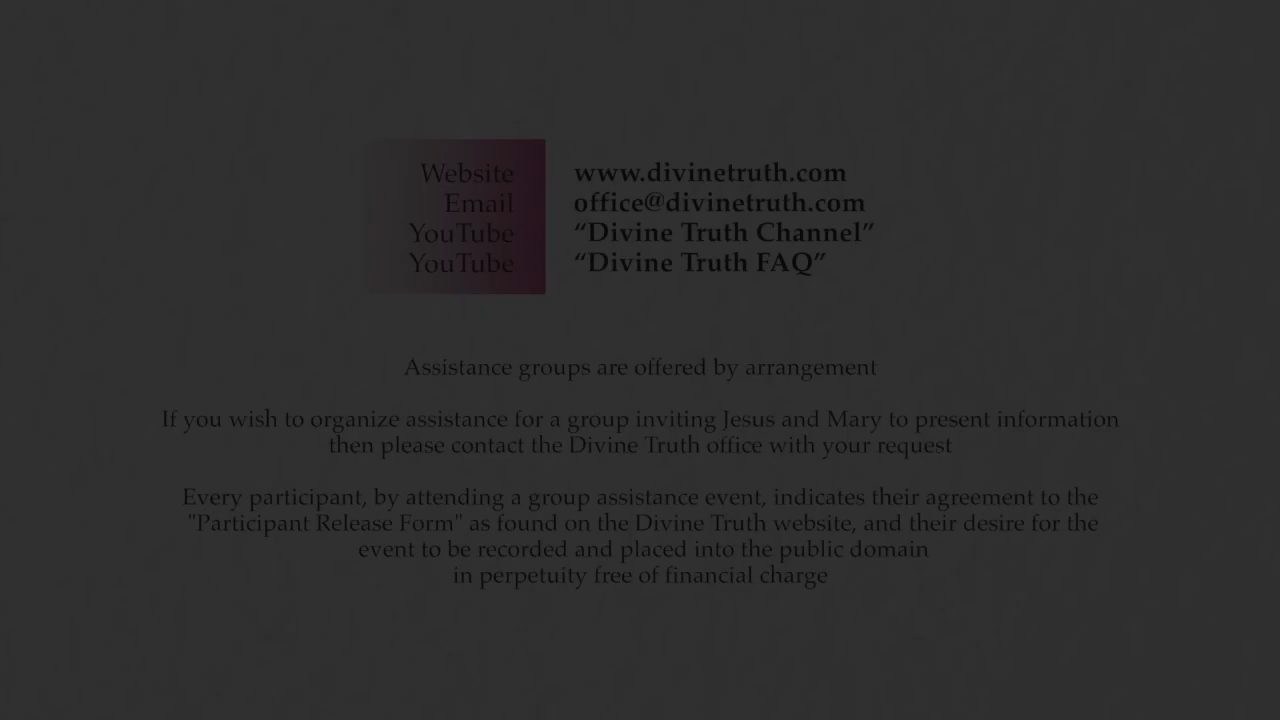 Website www.divinetruth.com
Email office@divinetruth.com
YouTube “Divine Truth Channel”
YouTube “Divine Truth FAQ”
Assistance groups are offered by arrangement
If you wish to organize assistance for a group inviting Jesus and Mary to present information
then please contact the Divine Truth office with your request
Every participant, by attending a group assistance event, indicates their agreement to the
"Participant Release Form" as found on the Divine Truth website, and their desire for the
event to be recorded and placed into the public domain
in perpetuity free of financial charge